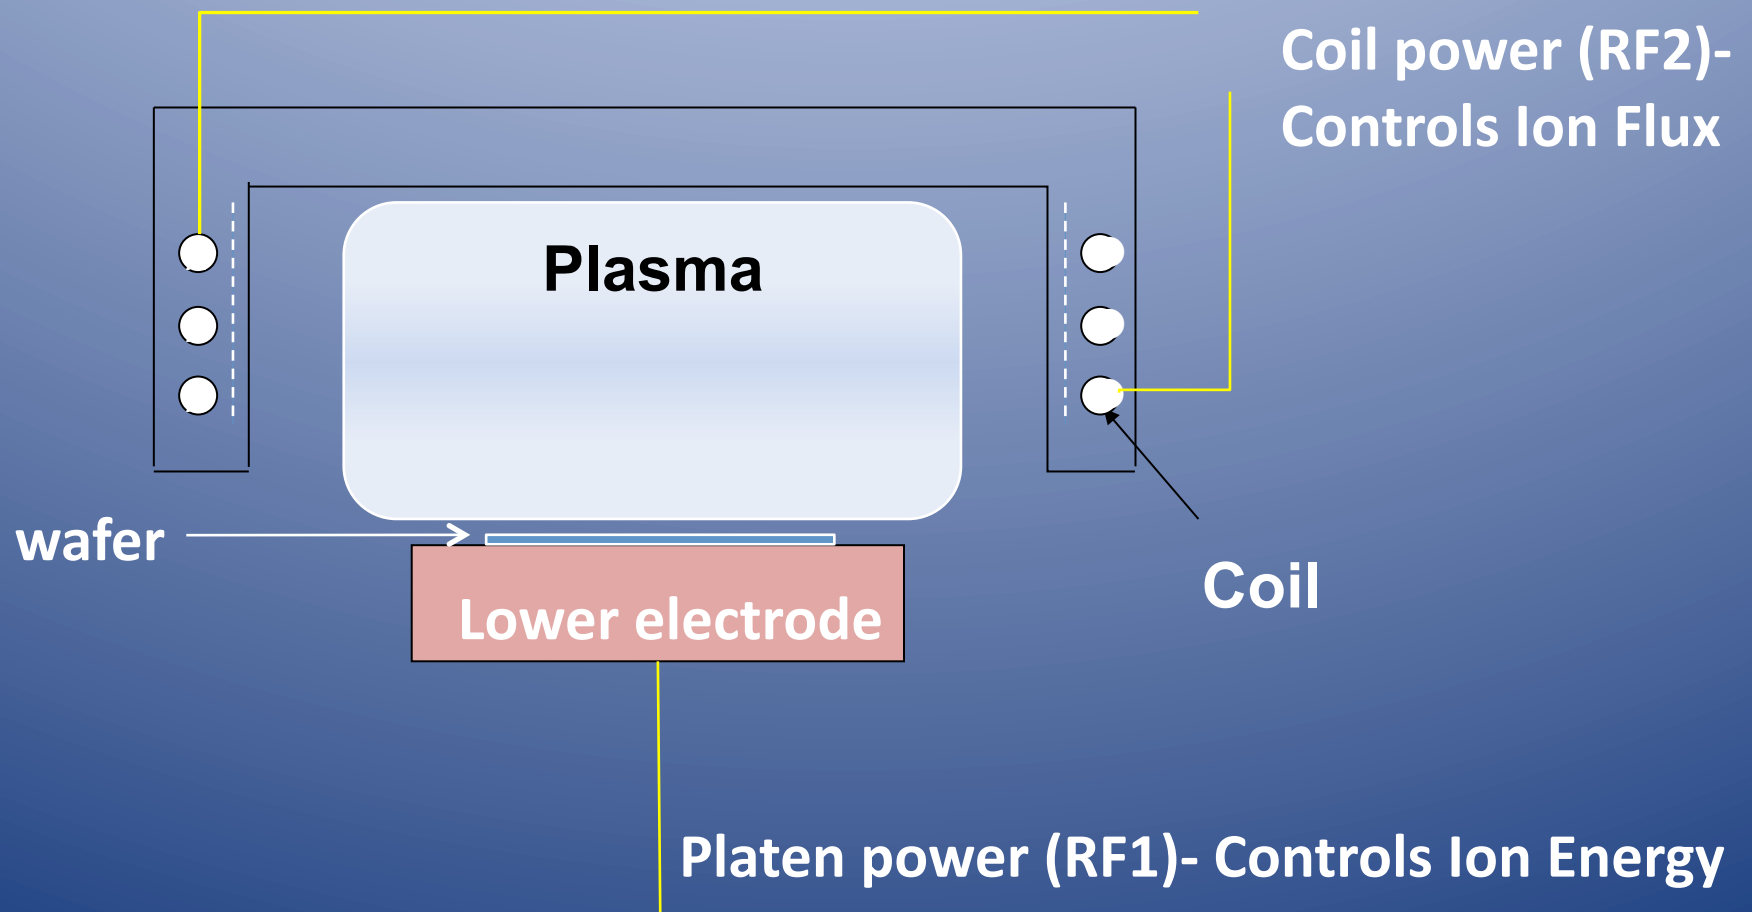 Coil power (RF2)-
Controls Ion Flux
Plasma
wafer
Lower electrode
Coil
Platen power (RF1)- Controls Ion Energy